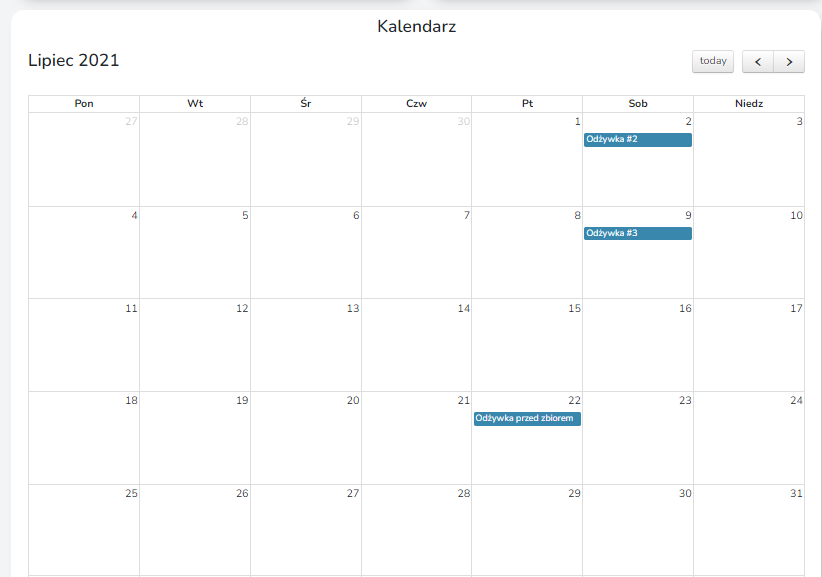 Kalendarz
Lipiec 2021
today
Pon Wt Śr Czw Pt Sob Niedz
27 28 29 30 1 2 3
Odżywka #2
4 5 6 7 8 9 10
Odżywka #3
11 12 13 14 15 16 17
18 19 20 21 22 23 24
Odżywka przed zbiorem
25 26 27 28 29 30 31